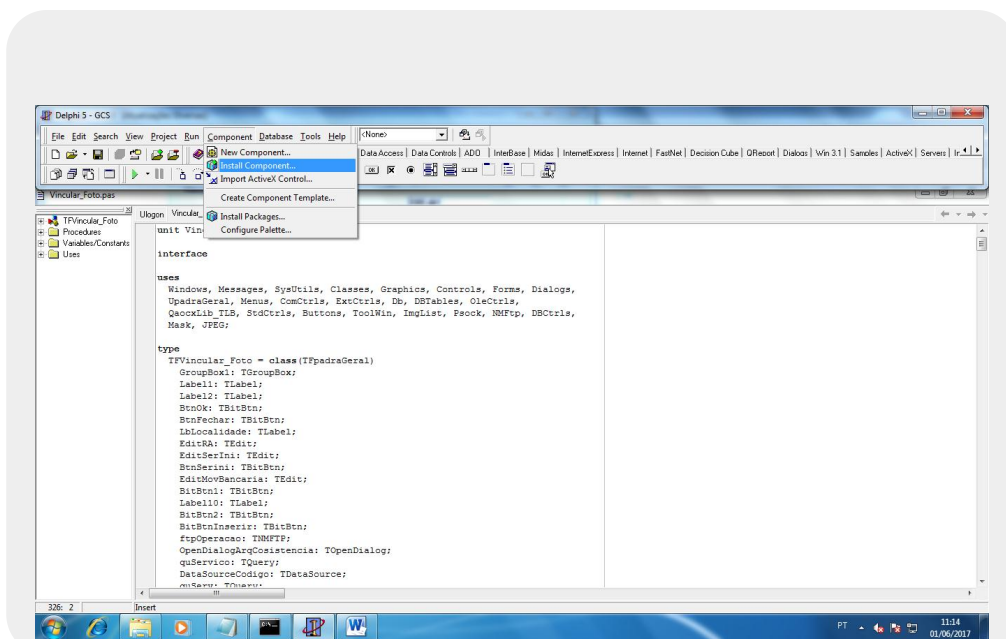 Delphi 5 - GCS
File Edit Search View Project Run Component Database Tools Help <None>
New Component...
Install Component...
Import ActiveX Control...
Create Component Template...
Install Packages...
Configure Palette...
Data Access Data Controls ADO InterBase Midas InternetExpress Internet FastNet Decision Cube QReport Dialogs Win 3.1 Samples ActiveX Servers
Vincular_Foto.pas
TFVincular_Foto
Procedures
Variables/Constants
Uses
Ulogon Vincular_
unit Vin
interface
uses
Windows, Messages, SysUtils, Classes, Graphics, Controls, Forms, Dialogs,
UpadraGeral, Menus, ComCtrls, ExtCtrls, Db, DBTables, OleCtrls,
QaocxLib_TLB, StdCtrls, Buttons, ToolWin, ImgList, Psock, NMFtp, DBCtrls,
Mask, JPEG;
type
TFVincular_Foto = class(TFpadraGeral)
GroupBox1: TGroupBox;
Label1: TLabel;
Label2: TLabel;
BtnOk: TBitBtn;
BtnFechar: TBitBtn;
LbLocalidade: TLabel;
EditRA: TEdit;
EditSerIni: TEdit;
BtnSerini: TBitBtn;
EditMovBancaria: TEdit;
BitBtn1: TBitBtn;
Label10: TLabel;
BitBtn2: TBitBtn;
BitBtnInserir: TBitBtn;
ftpOperacao: TNMFTP;
OpenDialogArqCosistencia: TOpenDialog;
quServico: TQuery;
DataSourceCodigo: TDataSource;
quServ: TQuery;
326: 2 Insert
PT 11:14
01/06/2017